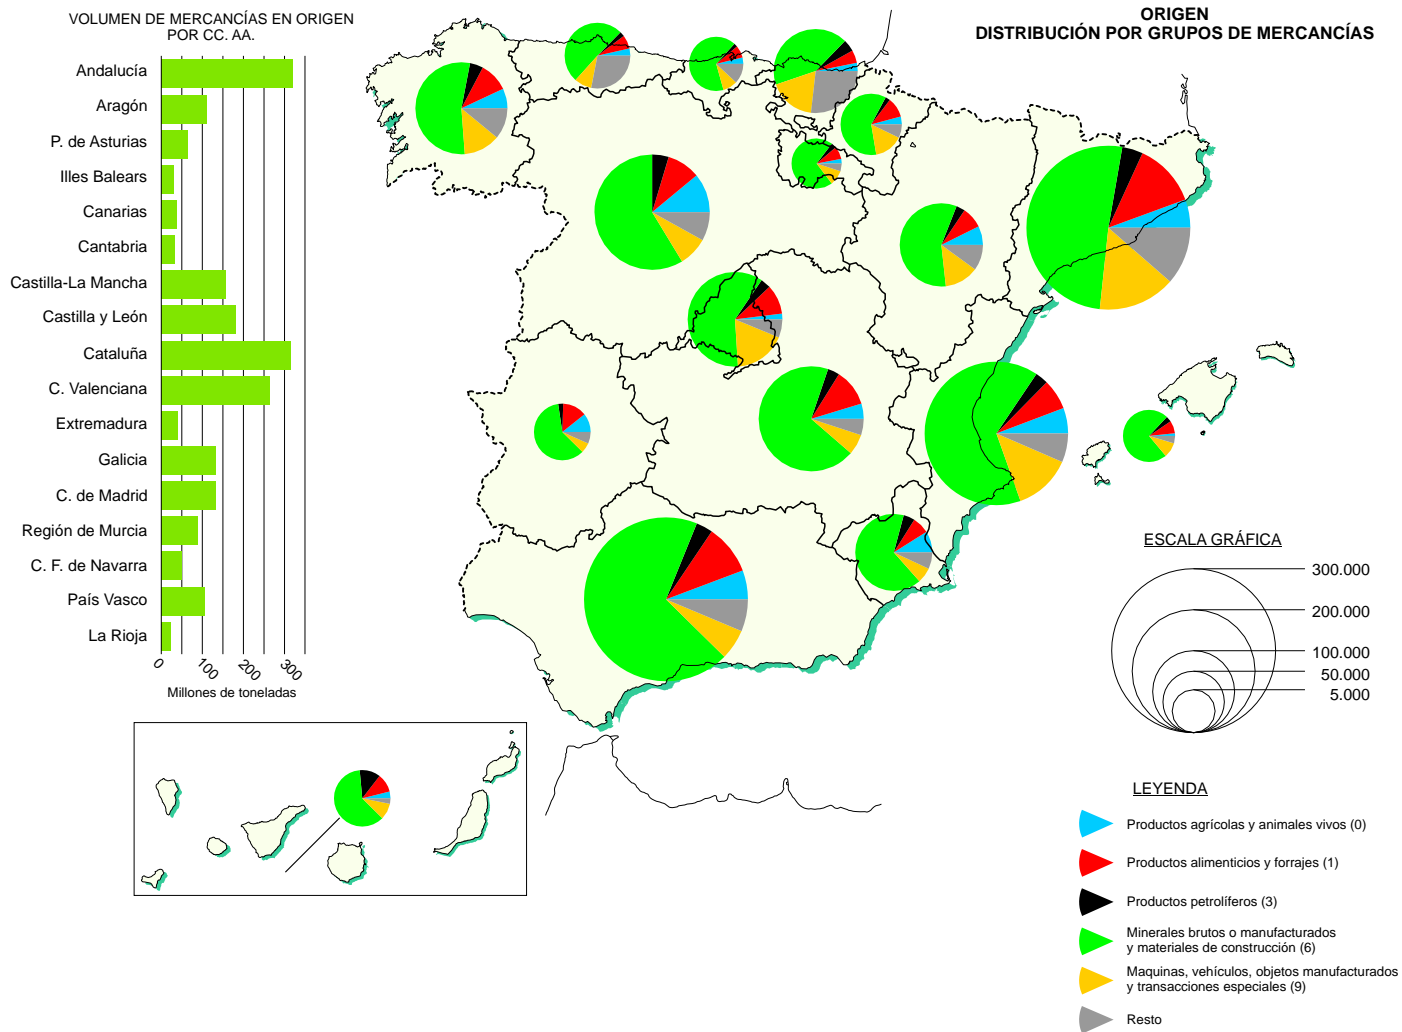 VOLUMEN DE MERCANCÍAS EN ORIGEN
POR CC. AA.
Andalucía
Aragón
P. de Asturias
Illes Balears
Canarias
Cantabria
Castilla-La Mancha
Castilla y León
Cataluña
C. Valenciana
Extremadura
Galicia
C. de Madrid
Región de Murcia
C. F. de Navarra
País Vasco
La Rioja
0
100
200
300
Millones de toneladas
ORIGEN
DISTRIBUCIÓN POR GRUPOS DE MERCANCÍAS
ESCALA GRÁFICA
300.000
200.000
100.000
50.000
5.000
LEYENDA
Productos agrícolas y animales vivos (0)
Productos alimenticios y forrajes (1)
Productos petrolíferos (3)
Minerales brutos o manufacturados
y materiales de construcción (6)
Maquinas, vehículos, objetos manufacturados
y transacciones especiales (9)
Resto